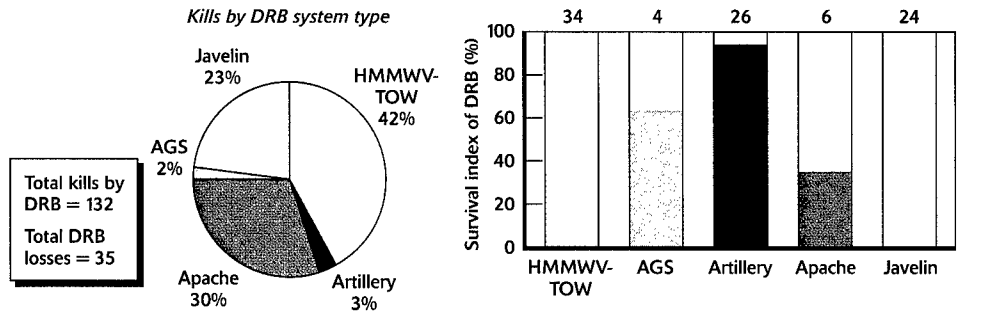 Kills by DRB system type
Javelin
23%
HMMWV-
TOW
42%
AGS
2%
Total kills by
DRB = 132
Total DRB
losses = 35
Apache
30%
Artillery
3%
34 4 26 6 24
Survival index of DRB (%)
100
80
60
40
20
0
HMMWV-
TOW
AGS
Artillery
Apache
Javelin